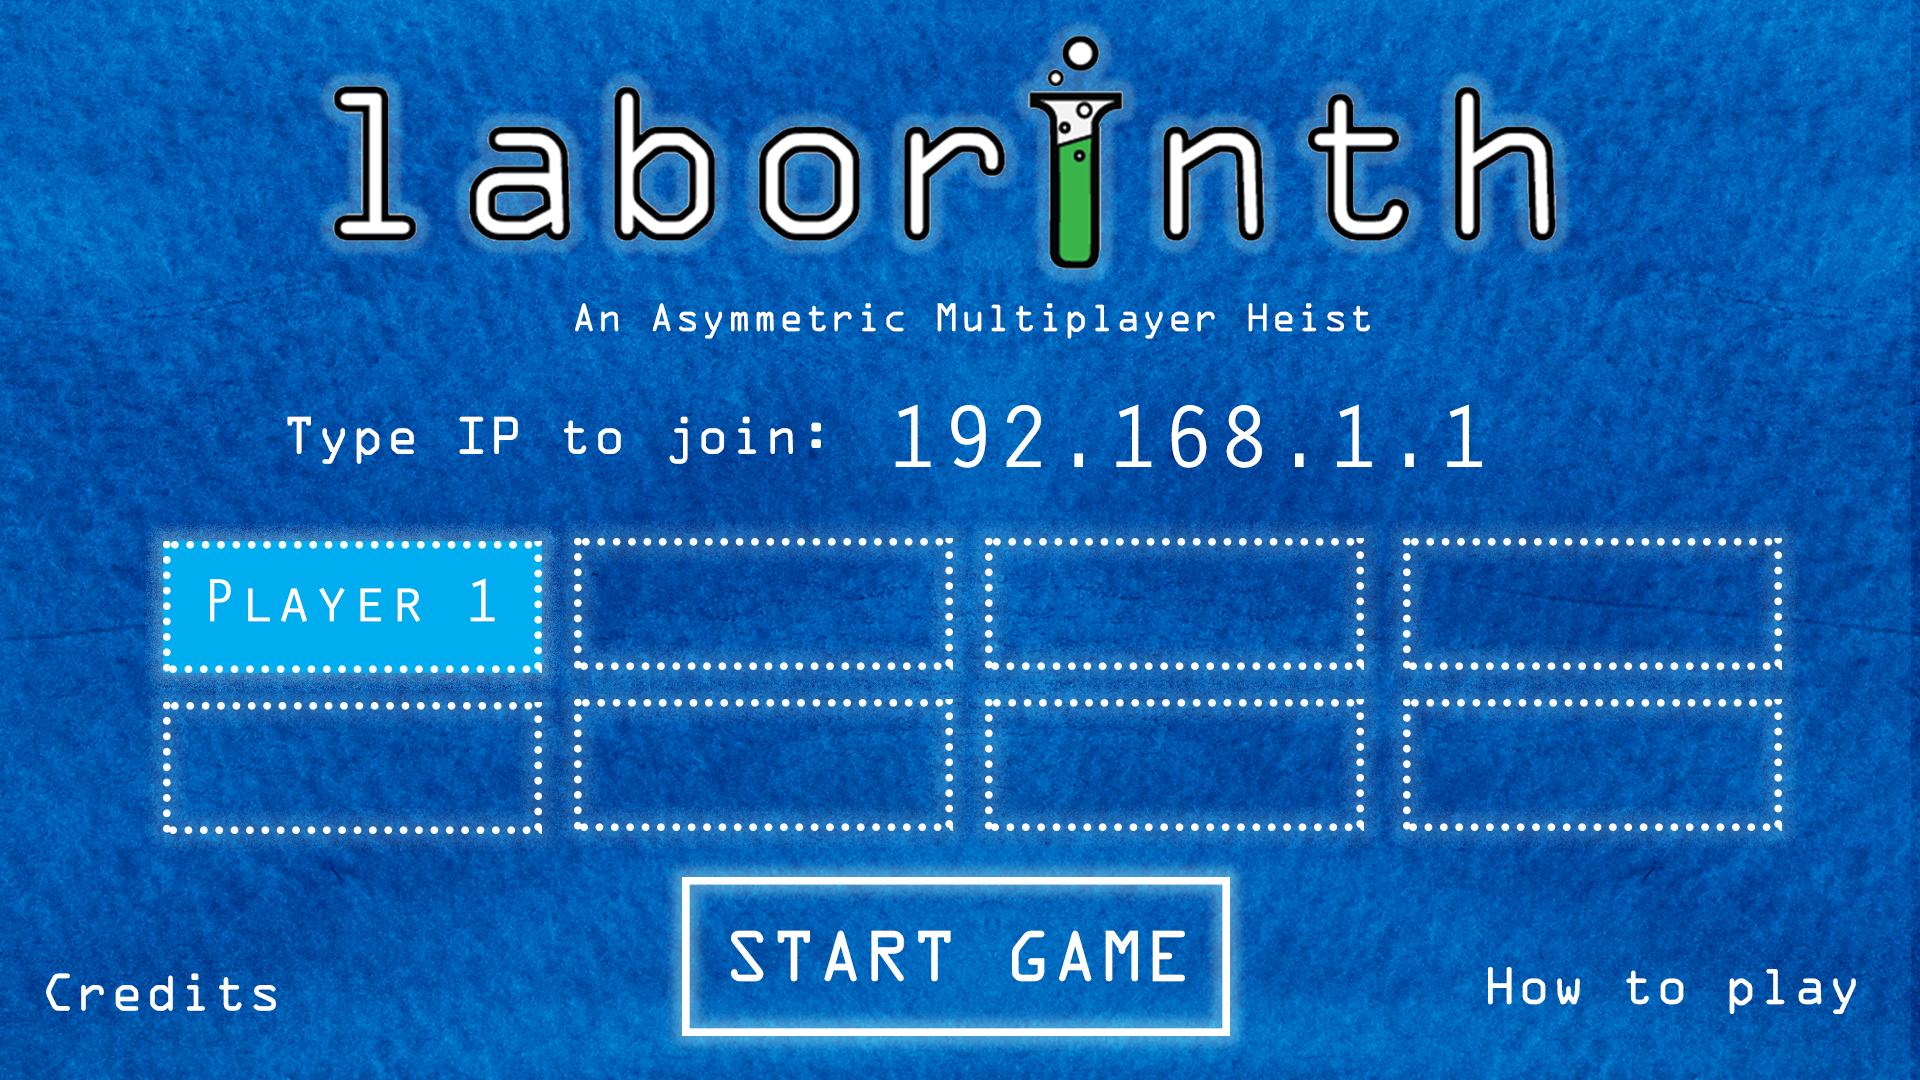 laborinth
An Asymmetric Multiplayer Heist
Type IP to join: 192.168.1.1
PLAYER 1
START GAME
Credits
How to play